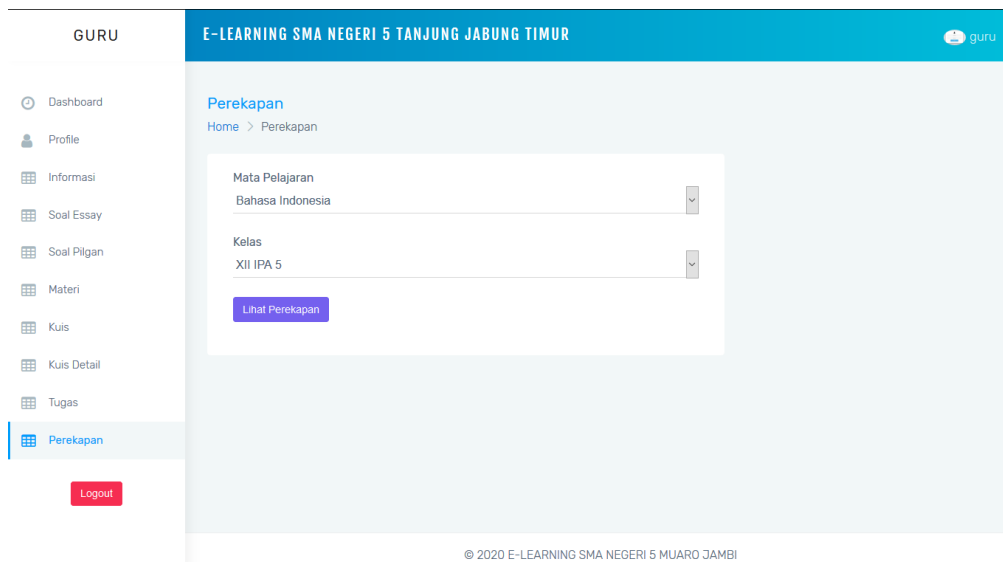 GURU
E-LEARNING SMA NEGERI 5 TANJUNG JABUNG TIMUR
guru
Dashboard
Profile
Informasi
Soal Essay
Soal Pilgan
Materi
Kuis
Kuis Detail
Tugas
Perekapan
Logout
Perekapan
Home > Perekapan
Mata Pelajaran
Bahasa Indonesia
Kelas
XII IPA 5
Lihat Perekapan
© 2020 E-LEARNING SMA NEGERI 5 MUARO JAMBI